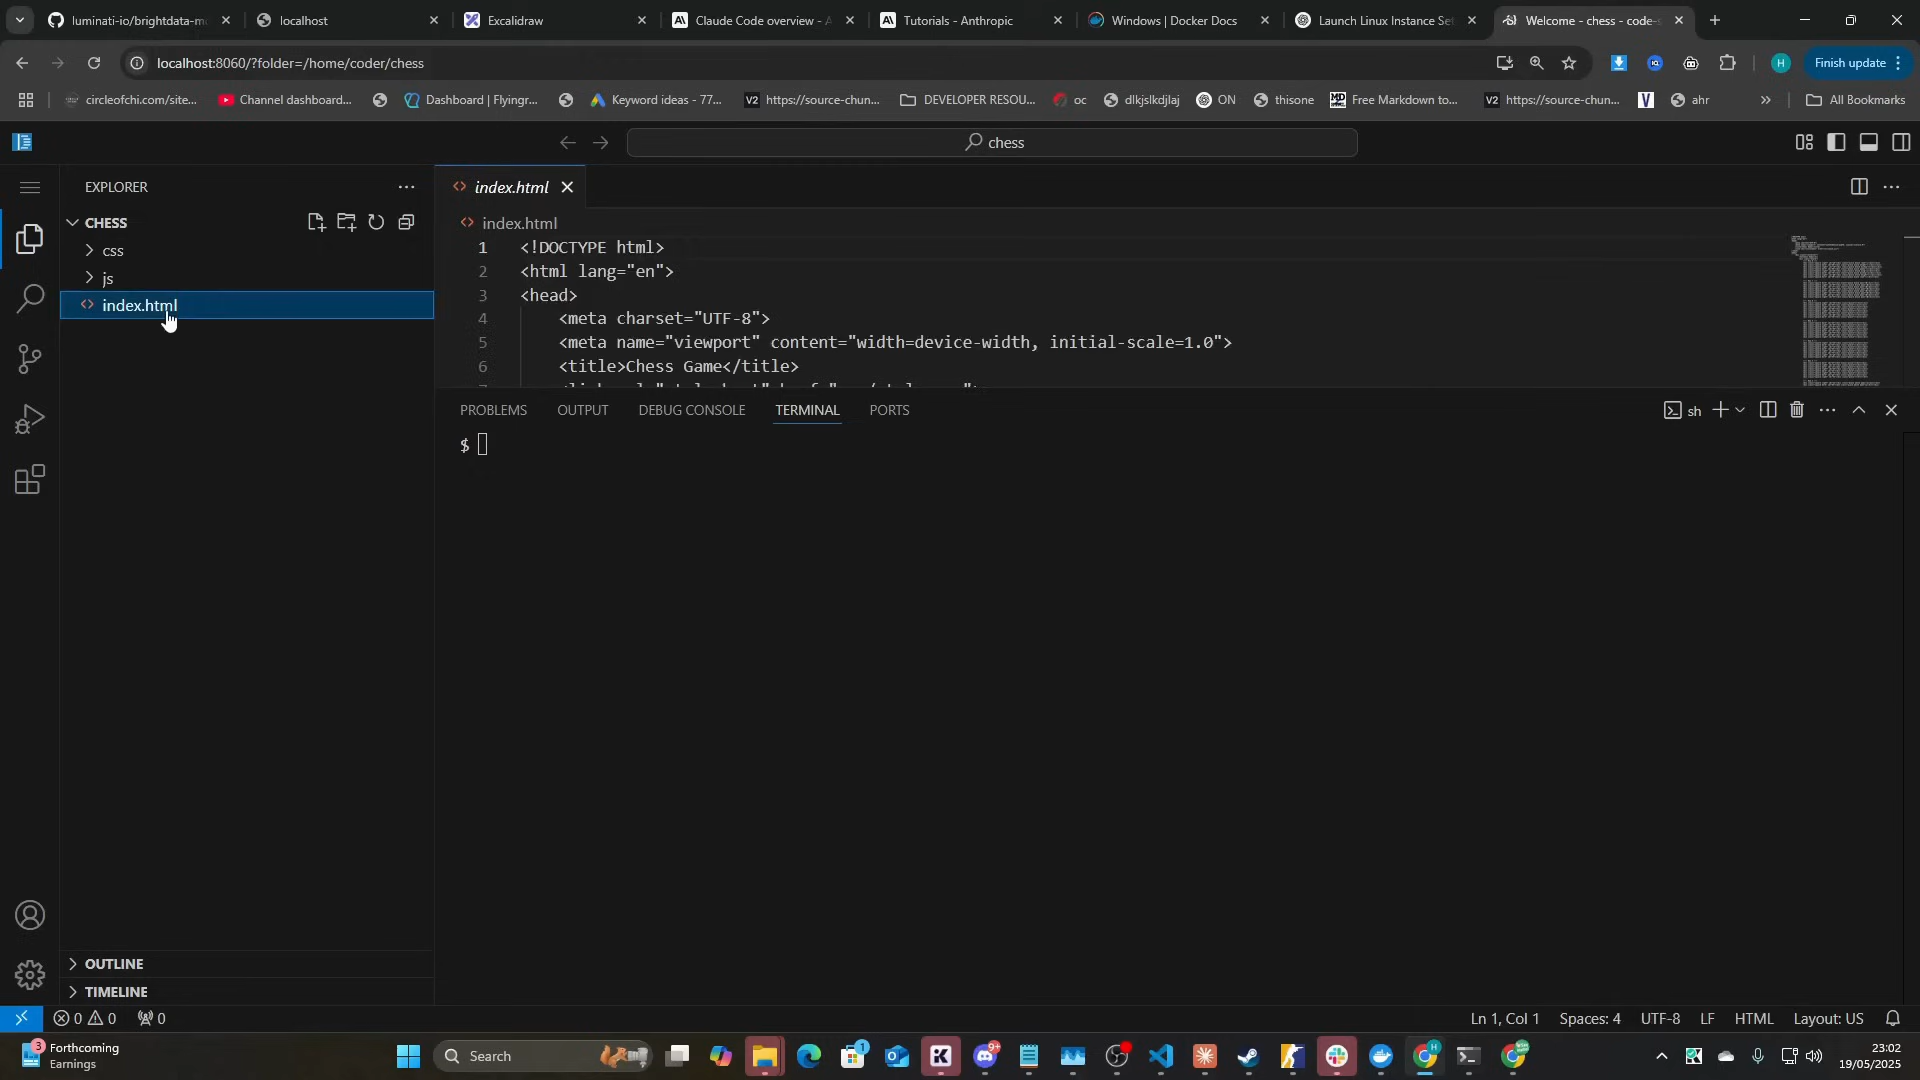 luminati-io/brightdata-m
localhost
Excalidraw
Claude Code overview - A
Tutorials - Anthropic
Windows | Docker Docs
Launch Linux Instance Set
Welcome - chess - code-s
localhost:8060/?folder=/home/coder/chess
Finish update
circleofchi.com/site...
Channel dashboard...
Dashboard | Flyingr...
Keyword ideas - 77...
https://source-chun...
DEVELOPER RESOU...
oc
dlkjslkdjlaj
ON
thisone
Free Markdown to...
https://source-chun...
ahr
All Bookmarks
chess
EXPLORER
CHESS
css
js
index.html
index.html
index.html
1 <!DOCTYPE html>
2 <html lang="en">
3 <head>
4 <meta charset="UTF-8">
5 <meta name="viewport" content="width=device-width, initial-scale=1.0">
6 <title>Chess Game</title>
PROBLEMS
OUTPUT
DEBUG CONSOLE
TERMINAL
PORTS
sh
$
OUTLINE
TIMELINE
0 0 0
Ln 1, Col 1
Spaces: 4
UTF-8
LF
HTML
Layout: US
3
Forthcoming
Earnings
Search
1
9+
23:02
19/05/2025